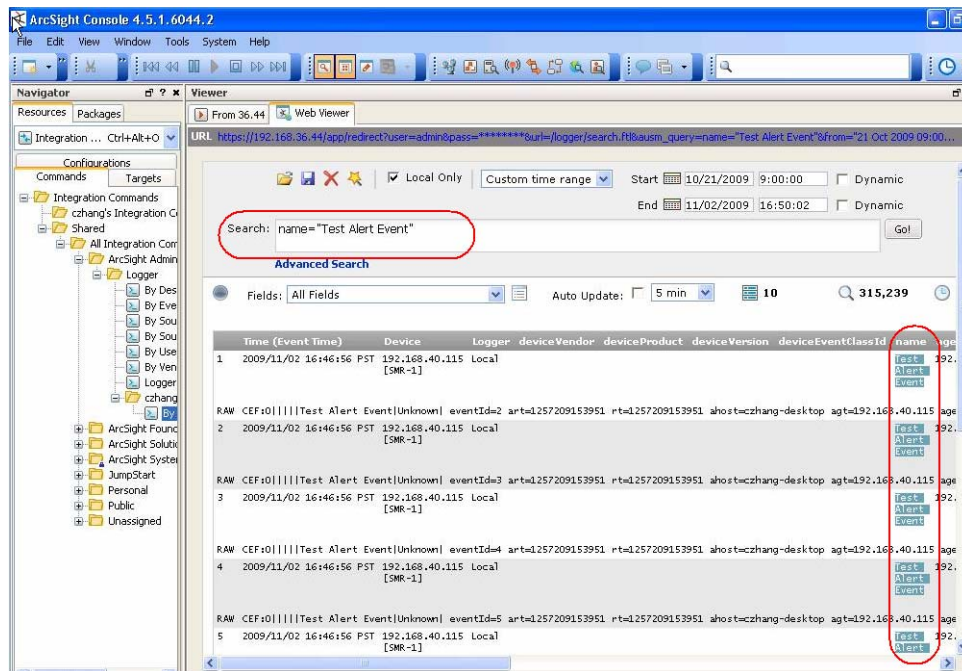 ArcSight Console 4.5.1.6044.2
File Edit View Window Tools System Help
Navigator
Resources Packages
Integration ... Ctrl+Alt+O
Configurations
Commands Targets
Integration Commands
czhang's Integration C
Shared
All Integration Com
ArcSight Admin
Logger
By Des
By Eve
By Sou
By Sou
By Use
By Ven
Logger
czhang
By
ArcSight Found
ArcSight Solutio
ArcSight System
JumpStart
Personal
Public
Unassigned
Viewer
From 36.44 Web Viewer
URL https://192.168.36.44/app/redirect?user=admin&pass=********&url=/logger/search.ftl&ausm_query=name="Test Alert Event"&from="21 Oct 2009 09:00...
Local Only Custom time range Start 10/21/2009 9:00:00 Dynamic
End 11/02/2009 16:50:02 Dynamic
Search: name="Test Alert Event" Go!
Advanced Search
Fields: All Fields Auto Update: 5 min 10 315,239
Time (Event Time) Device Logger deviceVendor deviceProduct deviceVersion deviceEventClassId name age
1 2009/11/02 16:46:56 PST 192.168.40.115 Local Test 192.
[SMR-1] Alert
Event
RAW CEF:0|||||Test Alert Event|Unknown| eventId=2 art=1257209153951 rt=1257209153951 ahost=czhang-desktop agt=192.168.40.115 age
2 2009/11/02 16:46:56 PST 192.168.40.115 Local Test 192.
[SMR-1] Alert
Event
RAW CEF:0|||||Test Alert Event|Unknown| eventId=3 art=1257209153951 rt=1257209153951 ahost=czhang-desktop agt=192.168.40.115 age
3 2009/11/02 16:46:56 PST 192.168.40.115 Local Test 192.
[SMR-1] Alert
Event
RAW CEF:0|||||Test Alert Event|Unknown| eventId=4 art=1257209153951 rt=1257209153951 ahost=czhang-desktop agt=192.168.40.115 age
4 2009/11/02 16:46:56 PST 192.168.40.115 Local Test 192.
[SMR-1] Alert
Event
RAW CEF:0|||||Test Alert Event|Unknown| eventId=5 art=1257209153951 rt=1257209153951 ahost=czhang-desktop agt=192.168.40.115 age
5 2009/11/02 16:46:56 PST 192.168.40.115 Local Test 192.
[SMR-1] Alert